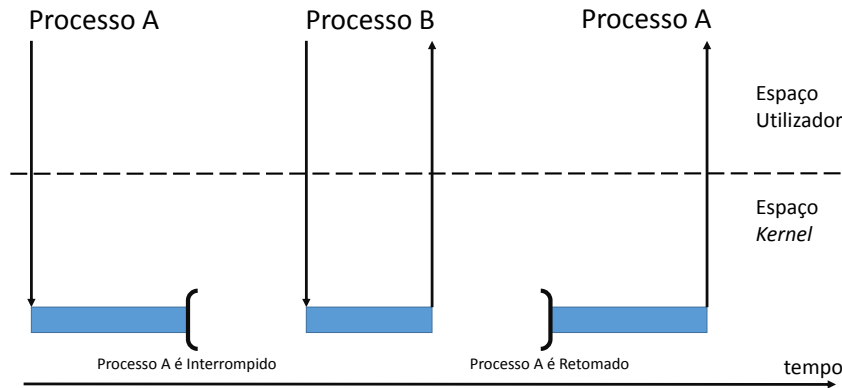 Processo A
Processo B
Processo A
Espaço
Utilizador
Espaço
Kernel
Processo A é Interrompido
Processo A é Retomado
tempo